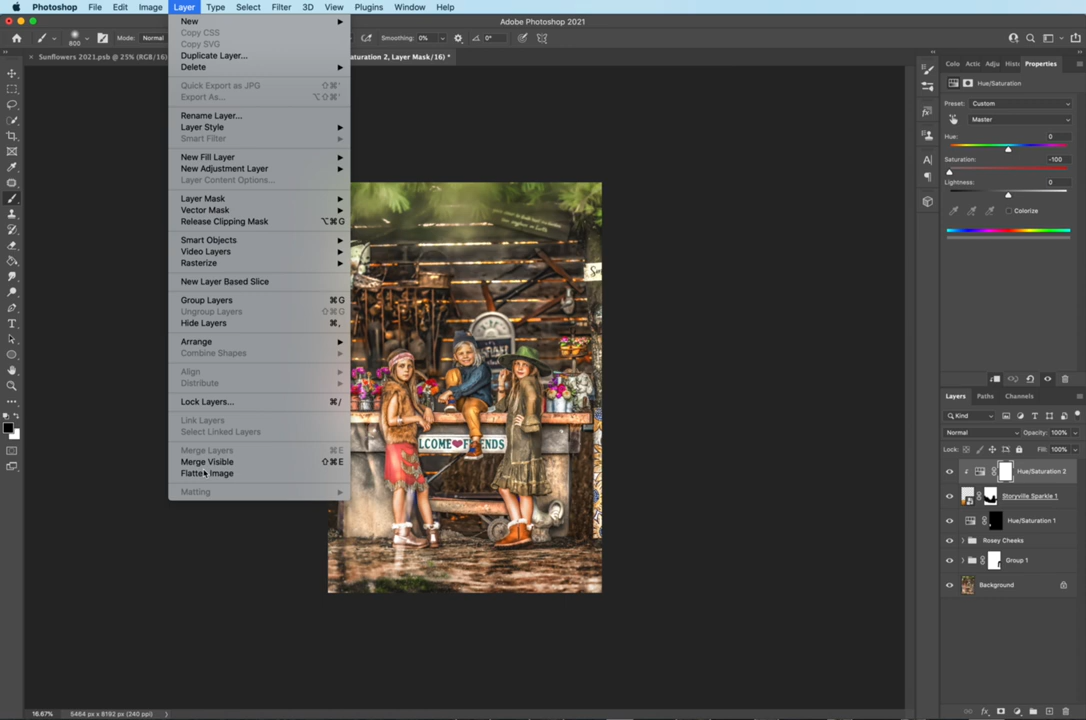 Photoshop File Edit Image Layer Type Select Filter 3D View Plugins Window Help
Adobe Photoshop 2021
800 Mode: Normal Smoothing: 0% 0°
Sunflowers 2021.psb @ 25% (RGB/16) aturation 2, Layer Mask/16) *
New
Copy CSS
Copy SVG
Duplicate Layer...
Delete
Quick Export as PNG ⇧⌘'
Export As... ⌥⇧⌘'
Rename Layer...
Layer Style
Smart Filter
New Fill Layer
New Adjustment Layer
Layer Content Options...
Layer Mask
Vector Mask
Release Clipping Mask ⌥⌘G
Smart Objects
Video Layers
Rasterize
New Layer Based Slice
Group Layers ⌘G
Ungroup Layers ⇧⌘G
Hide Layers ⌘,
Arrange
Combine Shapes
Align
Distribute
Lock Layers... ⌘/
Link Layers
Select Linked Layers
Merge Layers ⌘E
Merge Visible ⇧⌘E
Flatten Image
Matting
LCOME FRIENDS
Colo Actic Adju Histo Properties
Hue/Saturation
Preset: Custom
Master
Hue: 0
Saturation: -100
Lightness: 0
Colorize
Layers Paths Channels
Kind
Normal Opacity: 100%
Lock: Fill: 100%
Hue/Saturation 2
Storyville Sparkle 1
Hue/Saturation 1
Rosey Cheeks
Group 1
Background
16.67% 5464 px x 8192 px (240 ppi)